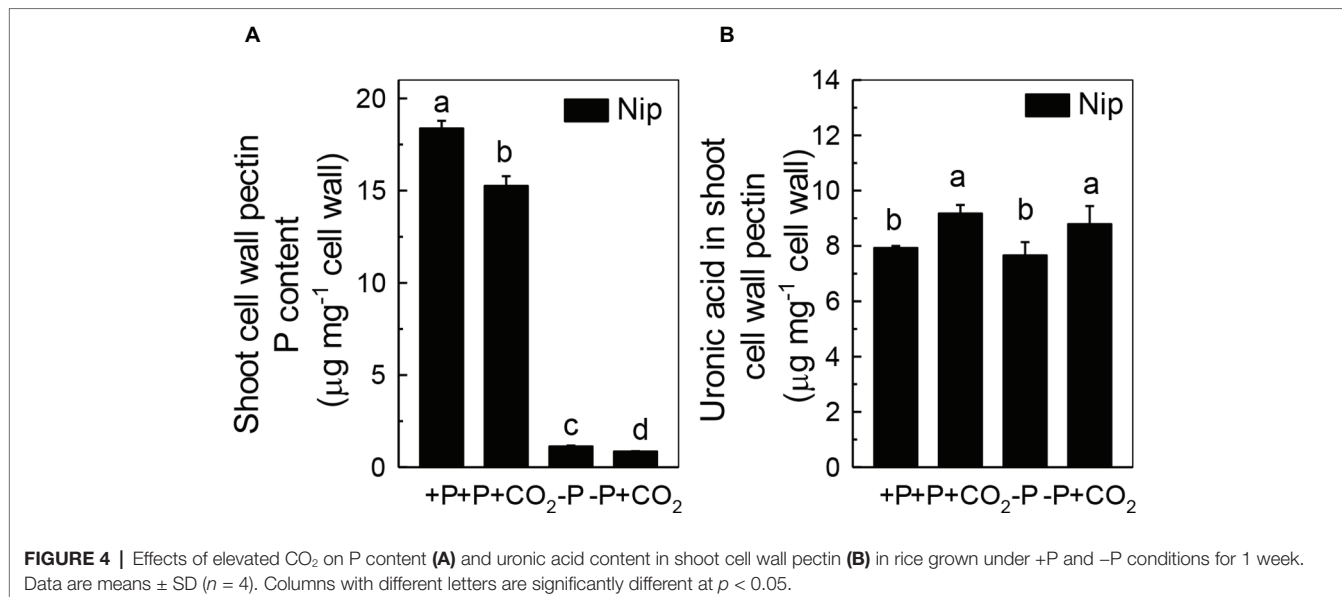 A
B
Shoot cell wall pectin
P content
(μg mg⁻¹ cell wall)
20
15
10
5
0
Nip
a
b
c
d
+P+P+CO₂-P -P+CO₂
Uronic acid in shoot
cell wall pectin
(μg mg⁻¹ cell wall)
14
12
10
8
6
4
2
0
Nip
b
a
b
a
+P+P+CO₂-P -P+CO₂
FIGURE 4 | Effects of elevated CO₂ on P content (A) and uronic acid content in shoot cell wall pectin (B) in rice grown under +P and –P conditions for 1 week.
Data are means ± SD (n = 4). Columns with different letters are significantly different at p < 0.05.